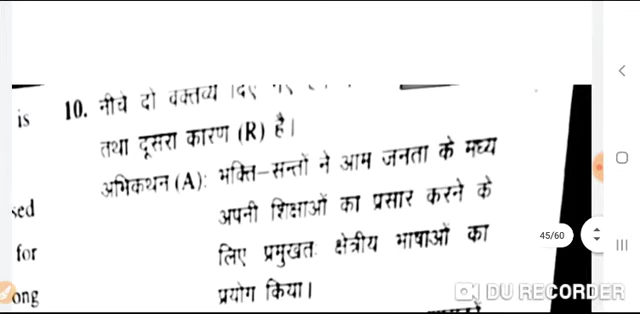 is
10. नीचे दो वक्तव्य दिए गए
तथा दूसरा कारण (R) है।
अभिकथन (A): भक्ति-सन्तों ने आम जनता के मध्य
sed
अपनी शिक्षाओं का प्रसार करने के
45/60
for
लिए प्रमुखत: क्षेत्रीय भाषाओं का
ong
प्रयोग किया।
DU RECORDER